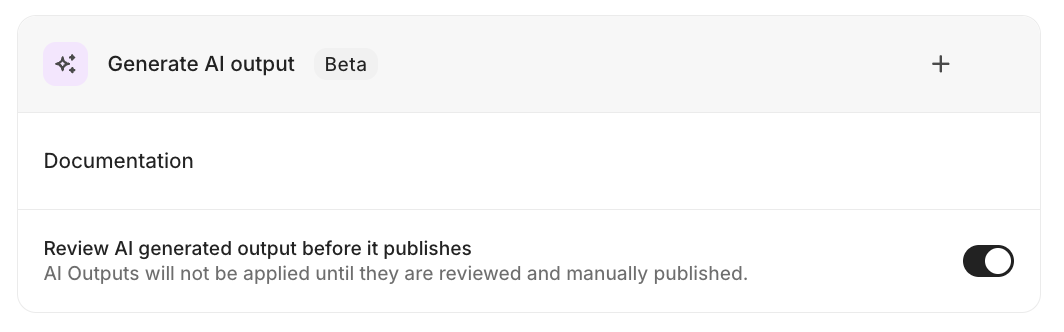 Generate AI output
Beta
Documentation
Review AI generated output before it publishes
AI Outputs will not be applied until they are reviewed and manually published.